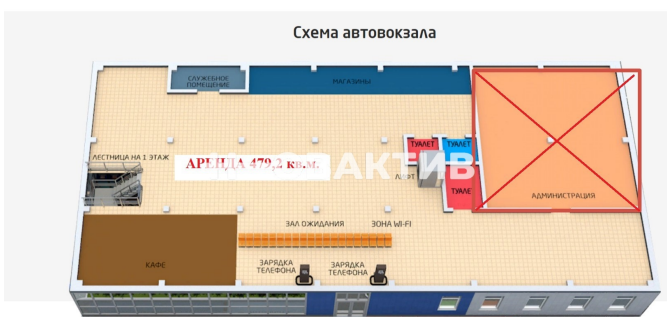 Схема автовокзала
СЛУЖЕБНОЕ
ПОМЕЩЕНИЕ
МАГАЗИНЫ
ЛЕСТНИЦА НА 1 ЭТАЖ
АРЕНДА 479,2 кв.м.
ТУАЛЕТ
ТУАЛЕТ
АКТИВ
ТУАЛЕТ
АДМИНИСТРАЦИЯ
ЗАЛ ОЖИДАНИЯ
ЗОНА WI-FI
КАФЕ
ЗАРЯДКА
ТЕЛЕФОНА
ЗАРЯДКА
ТЕЛЕФОНА